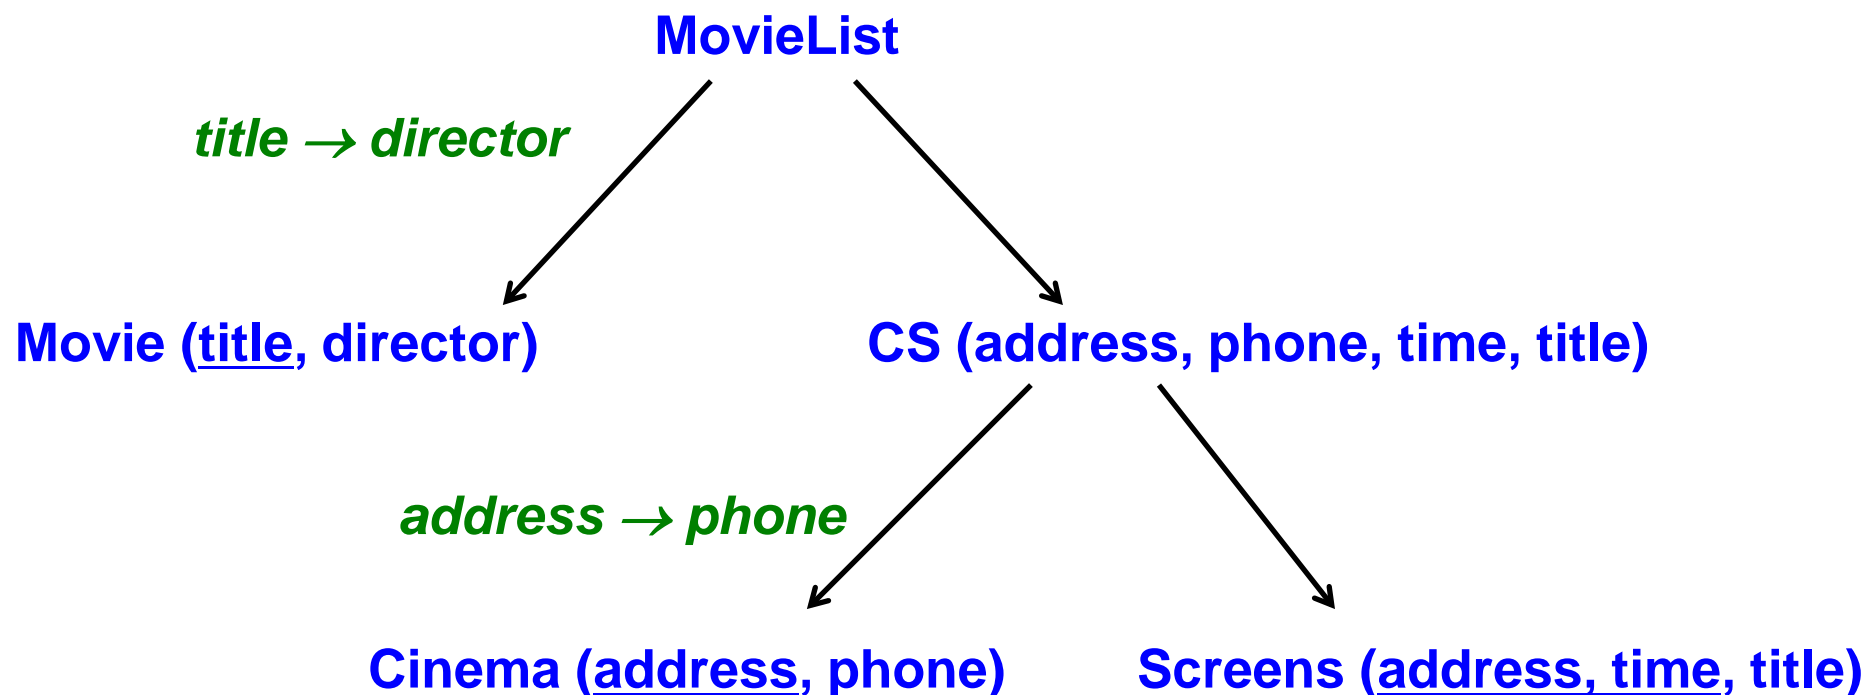 MovieList
title → director
Movie (title, director)
CS (address, phone, time, title)
address → phone
Cinema (address, phone)
Screens (address, time, title)